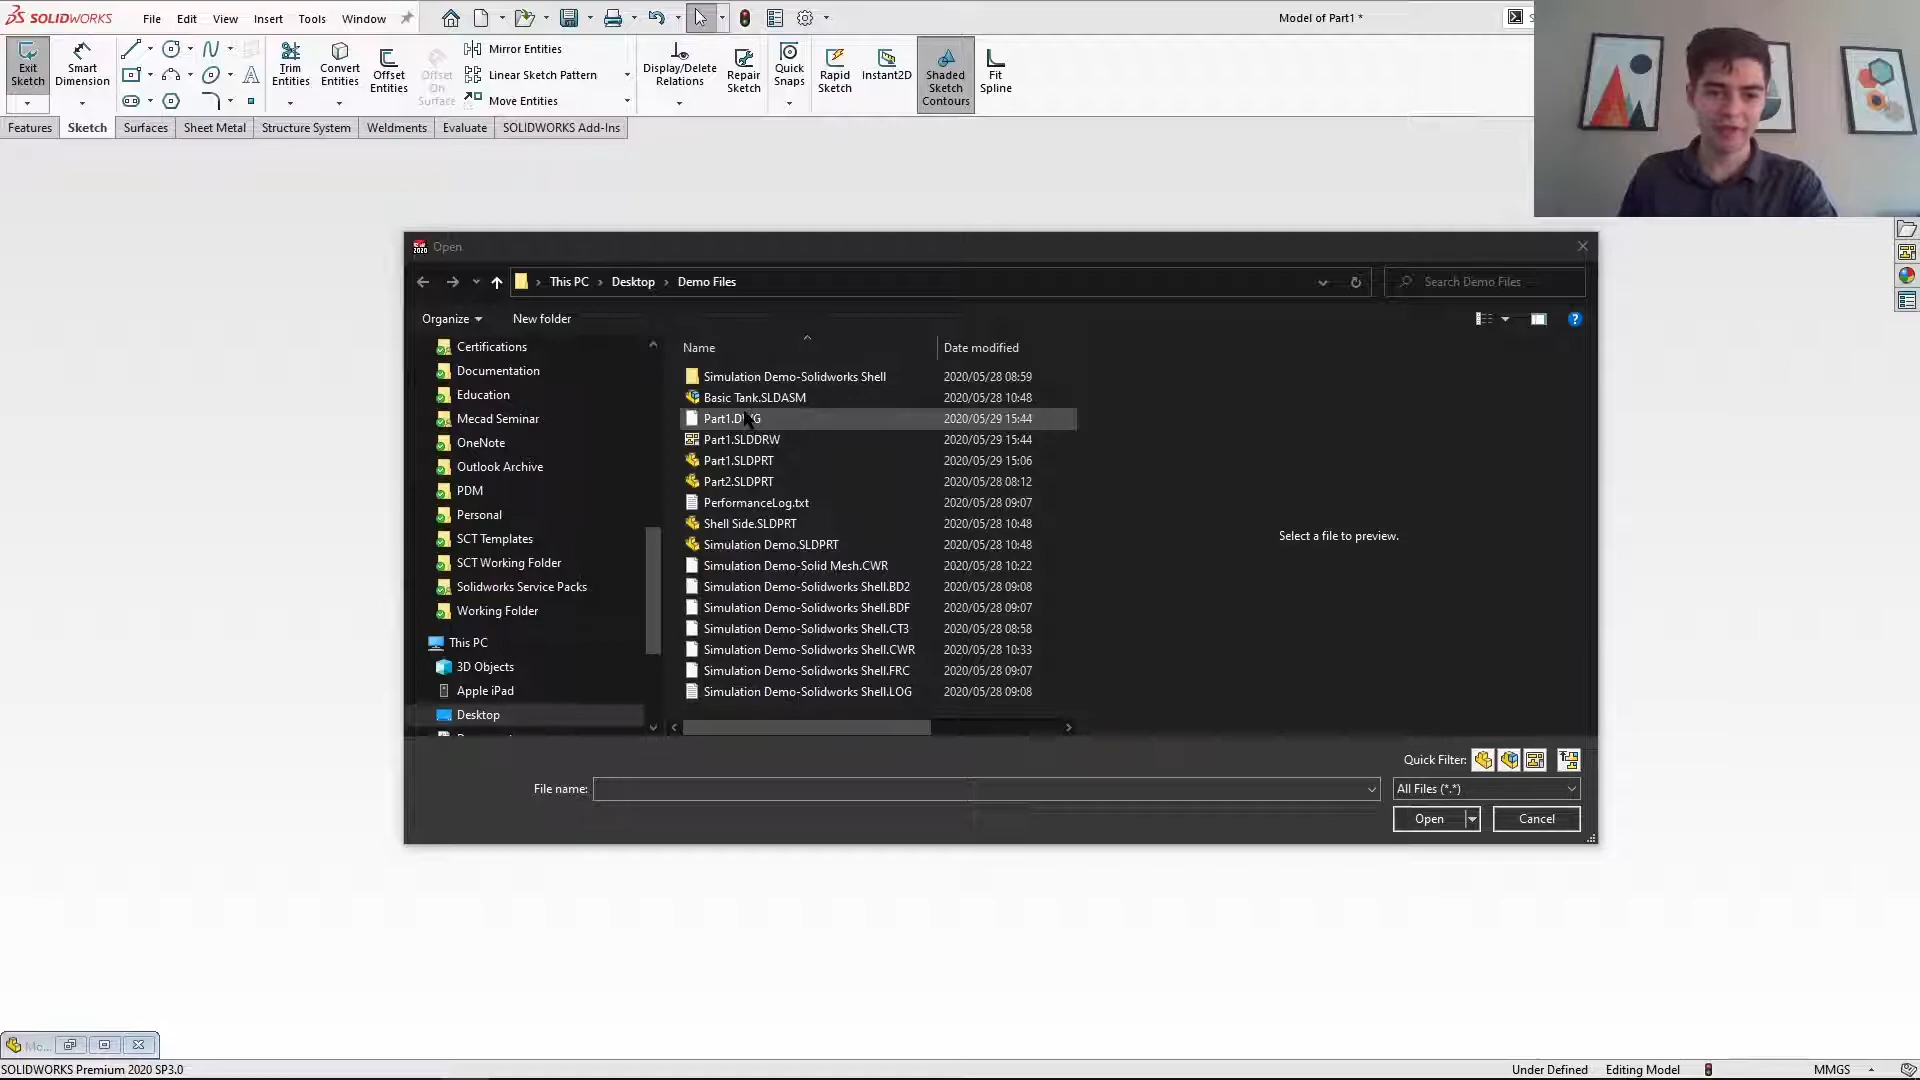 SOLIDWORKS File Edit View Insert Tools Window Model of Part1 *
Exit Sketch
Smart Dimension
Trim Entities
Convert Entities
Offset Entities
Offset On Surface
Mirror Entities
Linear Sketch Pattern
Move Entities
Display/Delete Relations
Repair Sketch
Quick Snaps
Rapid Sketch
Instant2D
Shaded Sketch Contours
Fit Spline
Features Sketch Surfaces Sheet Metal Structure System Weldments Evaluate SOLIDWORKS Add-Ins
Open
This PC › Desktop › Demo Files
Search Demo Files
Organize New folder
Certifications
Documentation
Education
Mecad Seminar
OneNote
Outlook Archive
PDM
Personal
SCT Templates
SCT Working Folder
Solidworks Service Packs
Working Folder
This PC
3D Objects
Apple iPad
Desktop
Name Date modified
Simulation Demo-Solidworks Shell 2020/05/28 08:59
Basic Tank.SLDASM 2020/05/28 10:48
Part1.DWG 2020/05/29 15:44
Part1.SLDDRW 2020/05/29 15:44
Part1.SLDPRT 2020/05/29 15:06
Part2.SLDPRT 2020/05/28 08:12
PerformanceLog.txt 2020/05/28 09:07
Shell Side.SLDPRT 2020/05/28 10:48
Simulation Demo.SLDPRT 2020/05/28 10:48
Simulation Demo-Solid Mesh.CWR 2020/05/28 10:22
Simulation Demo-Solidworks Shell.BD2 2020/05/28 09:08
Simulation Demo-Solidworks Shell.BDF 2020/05/28 09:07
Simulation Demo-Solidworks Shell.CT3 2020/05/28 08:58
Simulation Demo-Solidworks Shell.CWR 2020/05/28 10:33
Simulation Demo-Solidworks Shell.FRC 2020/05/28 09:07
Simulation Demo-Solidworks Shell.LOG 2020/05/28 09:08
Select a file to preview.
Quick Filter:
File name: All Files (*.*)
Open Cancel
Mo...
SOLIDWORKS Premium 2020 SP3.0 Under Defined Editing Model MMGS